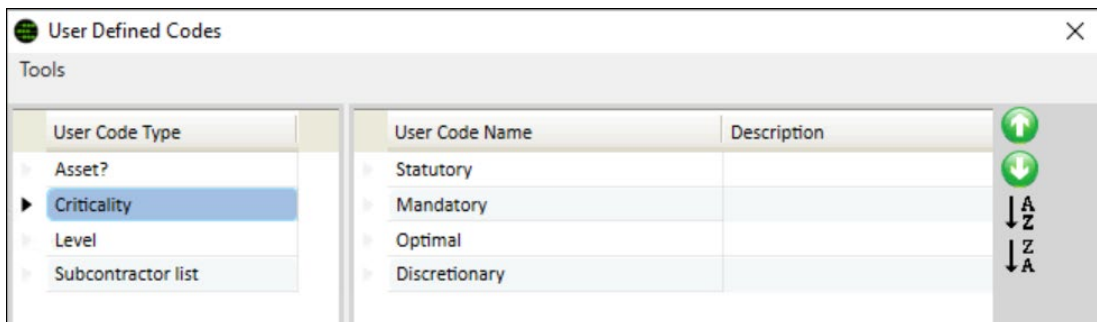 User Defined Codes
Tools
User Code Type
Asset?
Criticality
Level
Subcontractor list
User Code Name Description
Statutory
Mandatory
Optimal
Discretionary
A
Z
Z
A